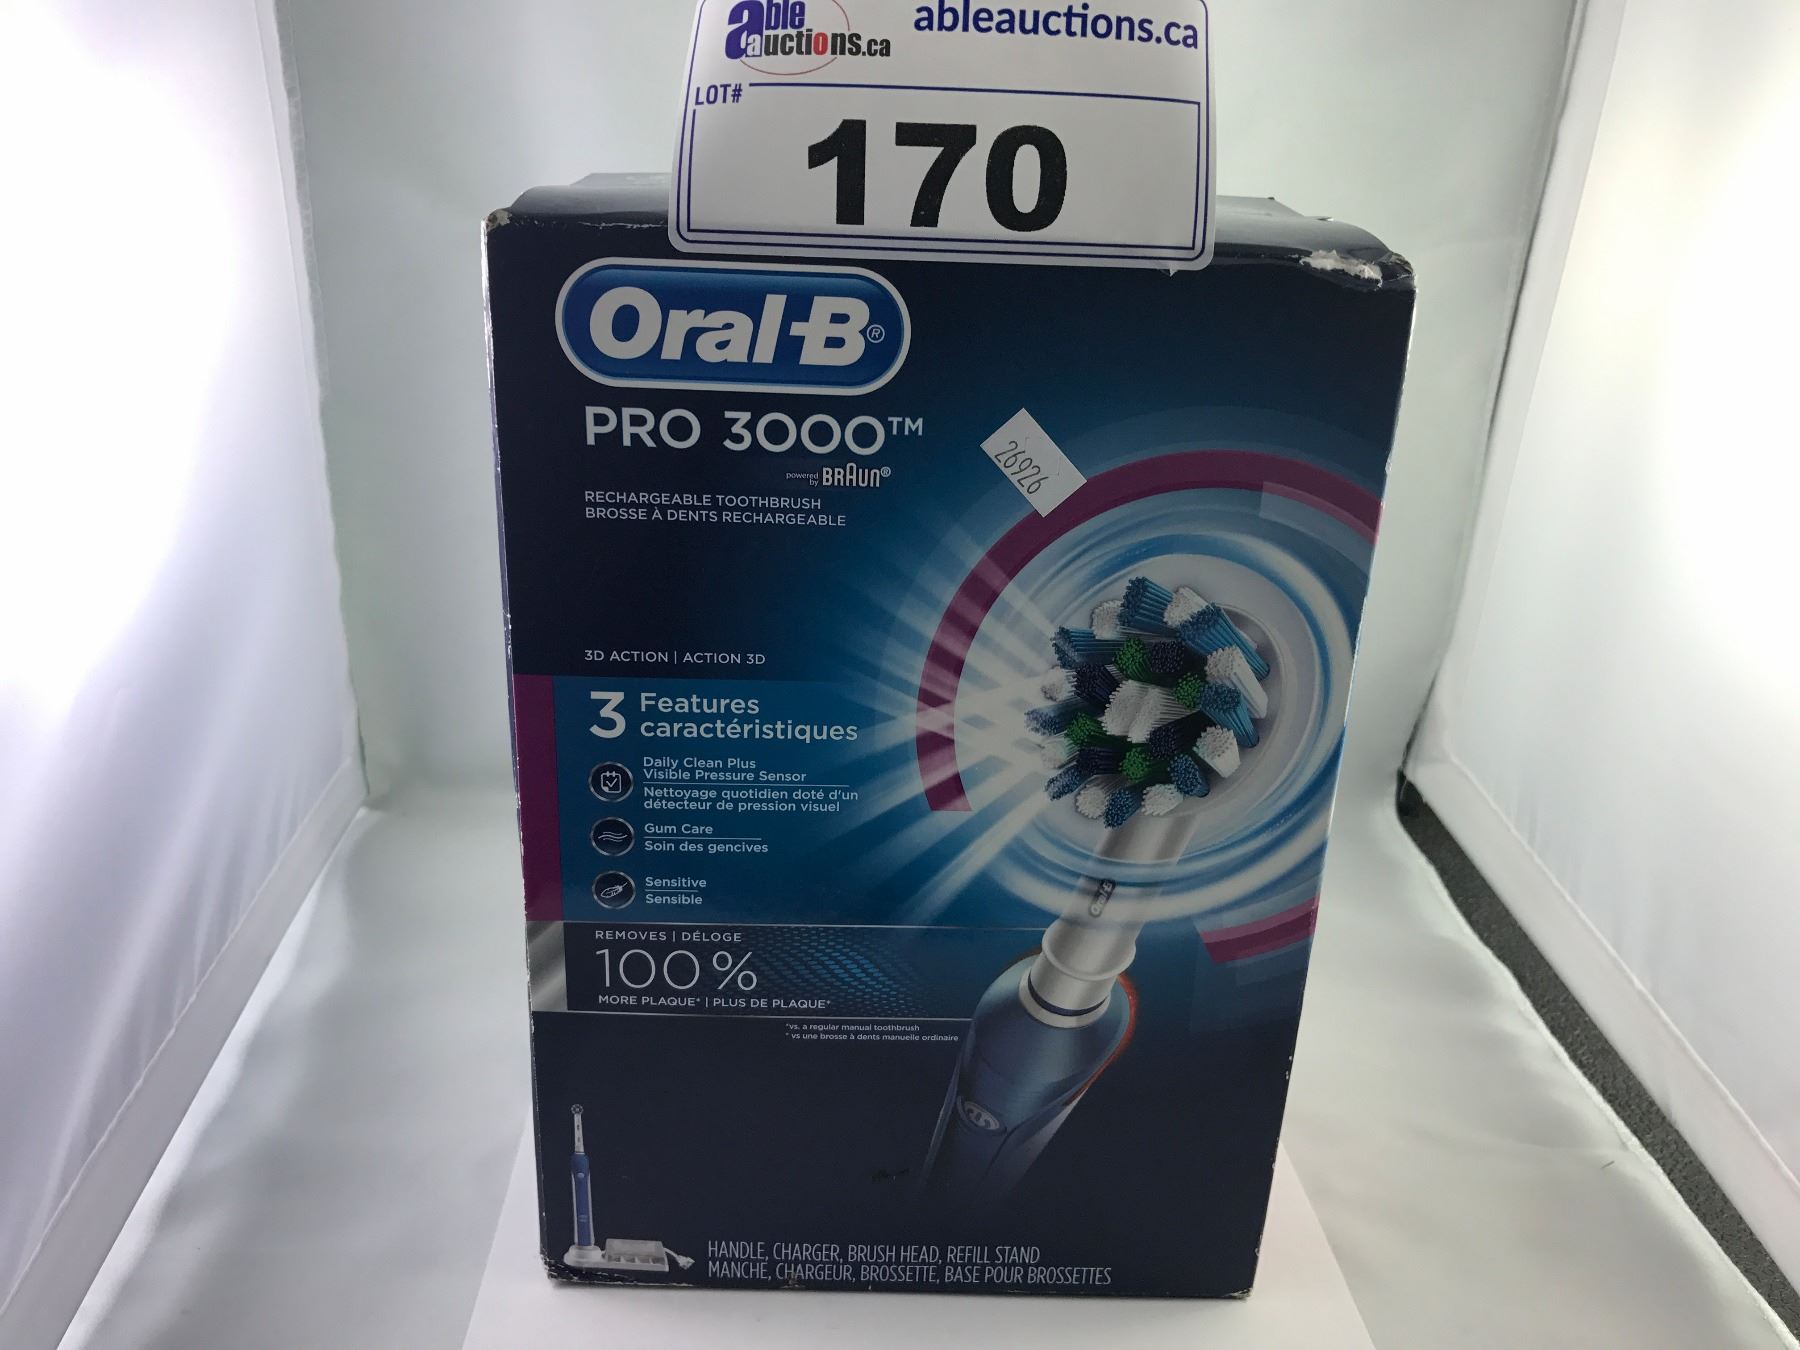 able auctions.ca
ableauctions.ca
LOT#
170
Oral-B®
PRO 3000™
powered by BRAUN®
26926
RECHARGEABLE TOOTHBRUSH
BROSSE À DENTS RECHARGEABLE
3D ACTION | ACTION 3D
3 Features
caractéristiques
Daily Clean Plus
Visible Pressure Sensor
Nettoyage quotidien doté d'un
détecteur de pression visuel
Gum Care
Soin des gencives
Sensitive
Sensible
Oral-B
REMOVES | DÉLOGE
100%
MORE PLAQUE* | PLUS DE PLAQUE*
*vs. a regular manual toothbrush
* vs une brosse à dents manuelle ordinaire
HANDLE, CHARGER, BRUSH HEAD, REFILL STAND
MANCHE, CHARGEUR, BROSSETTE, BASE POUR BROSSETTES